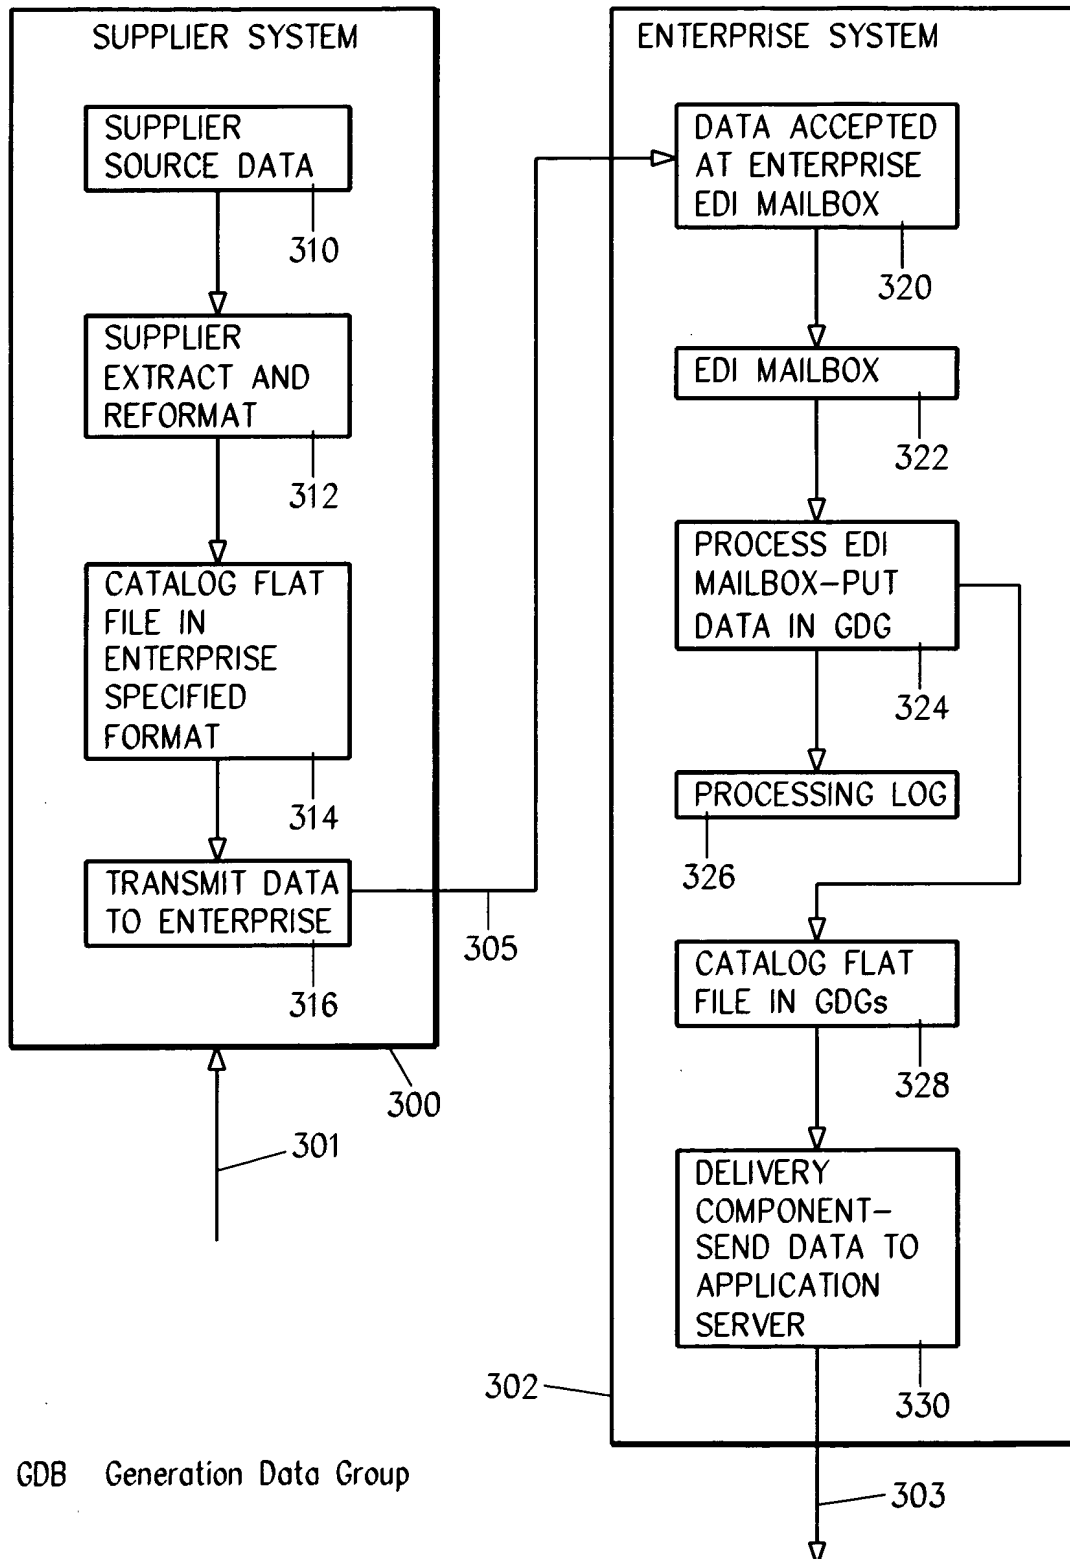 SUPPLIER SYSTEM
SUPPLIER
SOURCE DATA
310
SUPPLIER
EXTRACT AND
REFORMAT
312
CATALOG FLAT
FILE IN
ENTERPRISE
SPECIFIED
FORMAT
314
TRANSMIT DATA
TO ENTERPRISE
316
300
301
305
ENTERPRISE SYSTEM
DATA ACCEPTED
AT ENTERPRISE
EDI MAILBOX
320
EDI MAILBOX
322
PROCESS EDI
MAILBOX-PUT
DATA IN GDG
324
PROCESSING LOG
326
CATALOG FLAT
FILE IN GDGs
328
DELIVERY
COMPONENT-
SEND DATA TO
APPLICATION
SERVER
330
302
303
GDB Generation Data Group